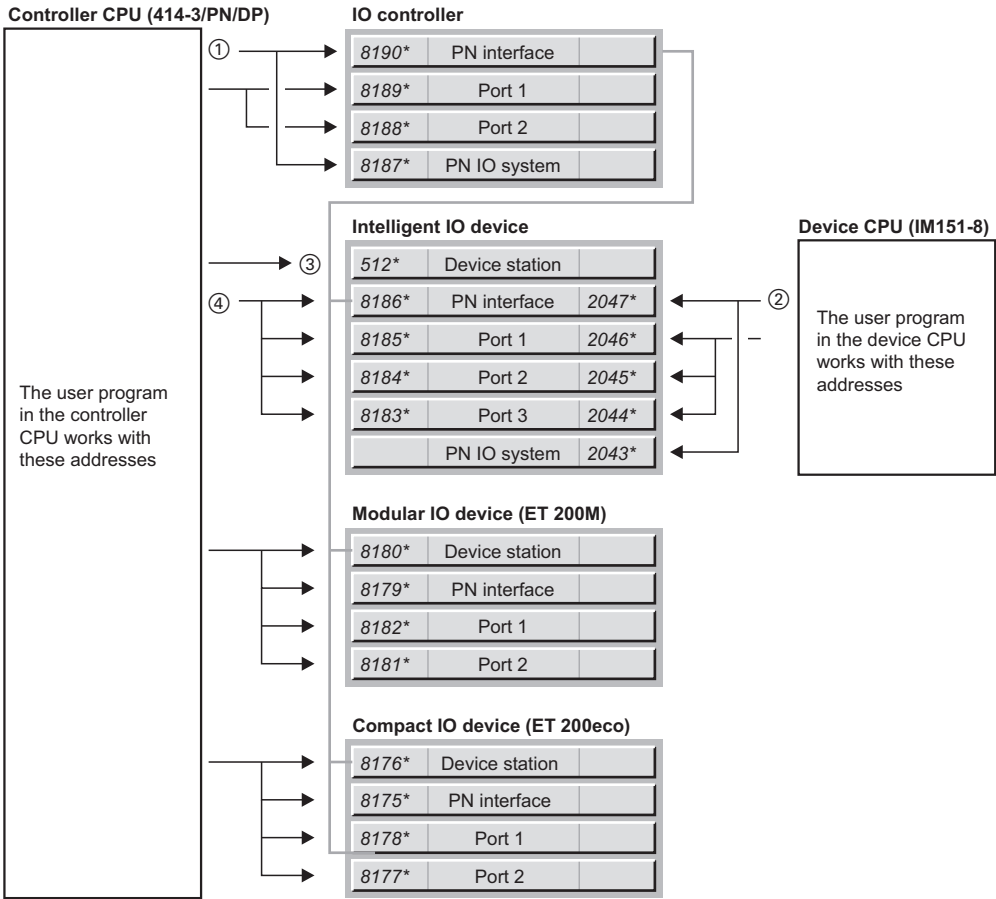 Controller CPU (414-3/PN/DP)
IO controller
①
8190* PN interface
8189* Port 1
8188* Port 2
8187* PN IO system
Intelligent IO device
Device CPU (IM151-8)
③
512* Device station
④
8186* PN interface 2047*
②
8185* Port 1 2046*
8184* Port 2 2045*
8183* Port 3 2044*
PN IO system 2043*
The user program
in the device CPU
works with these
addresses
The user program
in the controller
CPU works with
these addresses
Modular IO device (ET 200M)
8180* Device station
8179* PN interface
8182* Port 1
8181* Port 2
Compact IO device (ET 200eco)
8176* Device station
8175* PN interface
8178* Port 1
8177* Port 2